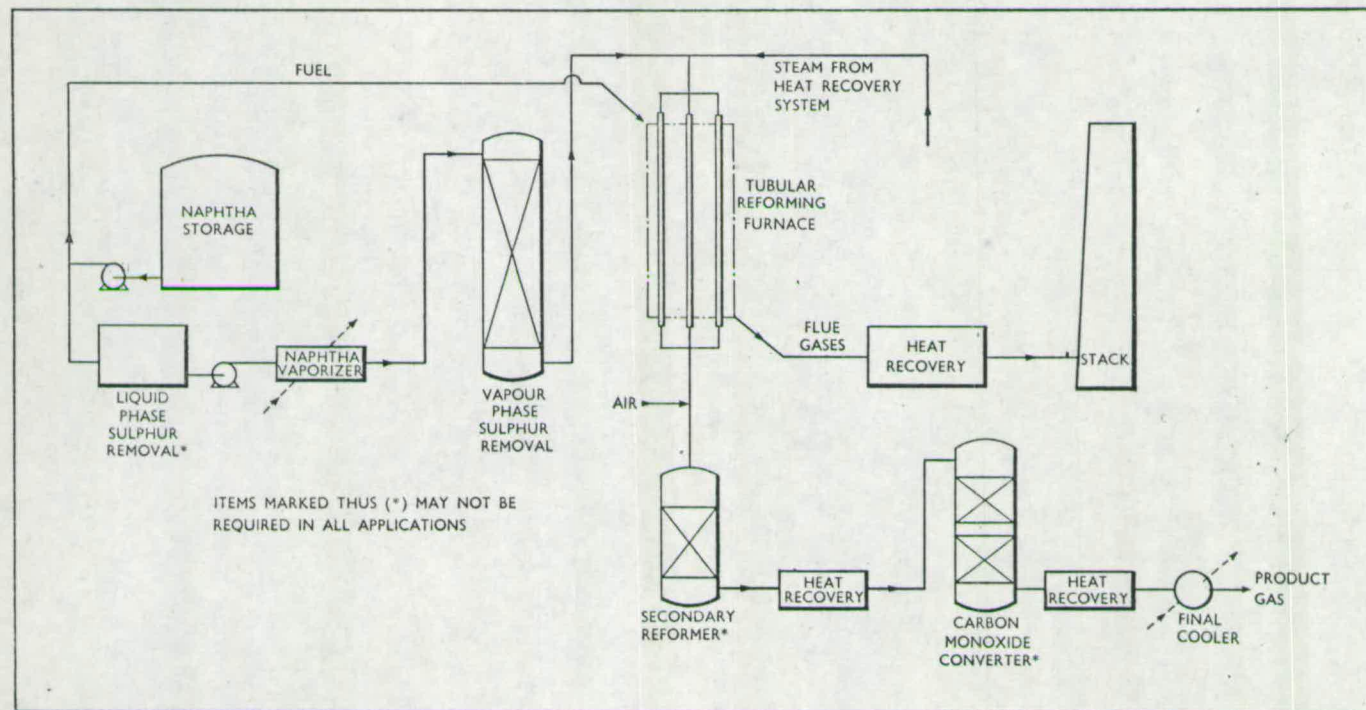 FUEL
STEAM FROM
HEAT RECOVERY
SYSTEM
NAPHTHA
STORAGE
TUBULAR
REFORMING
FURNACE
NAPHTHA
VAPORIZER
FLUE
GASES
HEAT
RECOVERY
STACK
LIQUID
PHASE
SULPHUR
REMOVAL*
VAPOUR
PHASE
SULPHUR
REMOVAL
AIR
ITEMS MARKED THUS (*) MAY NOT BE
REQUIRED IN ALL APPLICATIONS
SECONDARY
REFORMER*
HEAT
RECOVERY
CARBON
MONOXIDE
CONVERTER*
HEAT
RECOVERY
FINAL
COOLER
PRODUCT
GAS